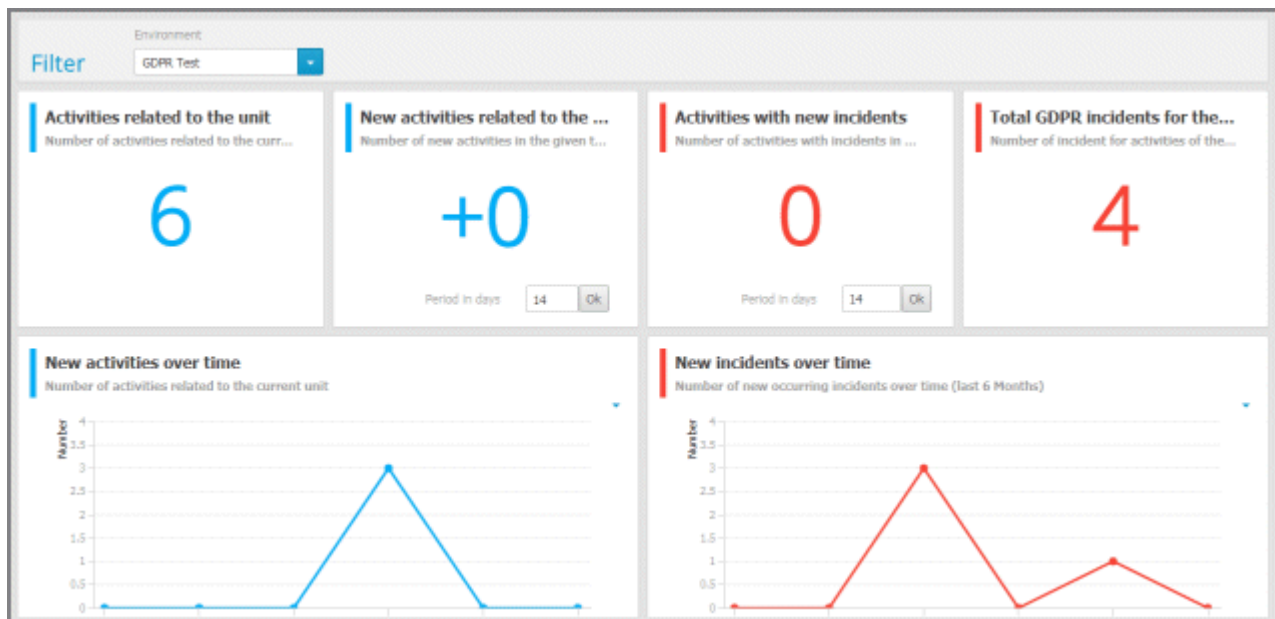 Environment
Filter
GDPR Test
Activities related to the unit
Number of activities related to the curr...
6
New activities related to the ...
Number of new activities in the given t...
+0
Period in days 14 Ok
Activities with new incidents
Number of activities with incidents in ...
0
Period in days 14 Ok
Total GDPR incidents for the...
Number of incident for activities of the...
4
New activities over time
Number of activities related to the current unit
Number
4
3.5
3
2.5
2
1.5
1
0.5
0
New incidents over time
Number of new occurring incidents over time (last 6 Months)
Number
4
3.5
3
2.5
2
1.5
1
0.5
0